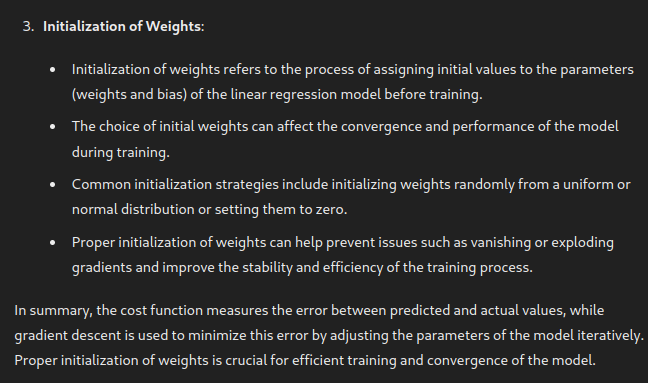 3. Initialization of Weights:
• Initialization of weights refers to the process of assigning initial values to the parameters
(weights and bias) of the linear regression model before training.
• The choice of initial weights can affect the convergence and performance of the model
during training.
• Common initialization strategies include initializing weights randomly from a uniform or
normal distribution or setting them to zero.
• Proper initialization of weights can help prevent issues such as vanishing or exploding
gradients and improve the stability and efficiency of the training process.
In summary, the cost function measures the error between predicted and actual values, while
gradient descent is used to minimize this error by adjusting the parameters of the model iteratively.
Proper initialization of weights is crucial for efficient training and convergence of the model.